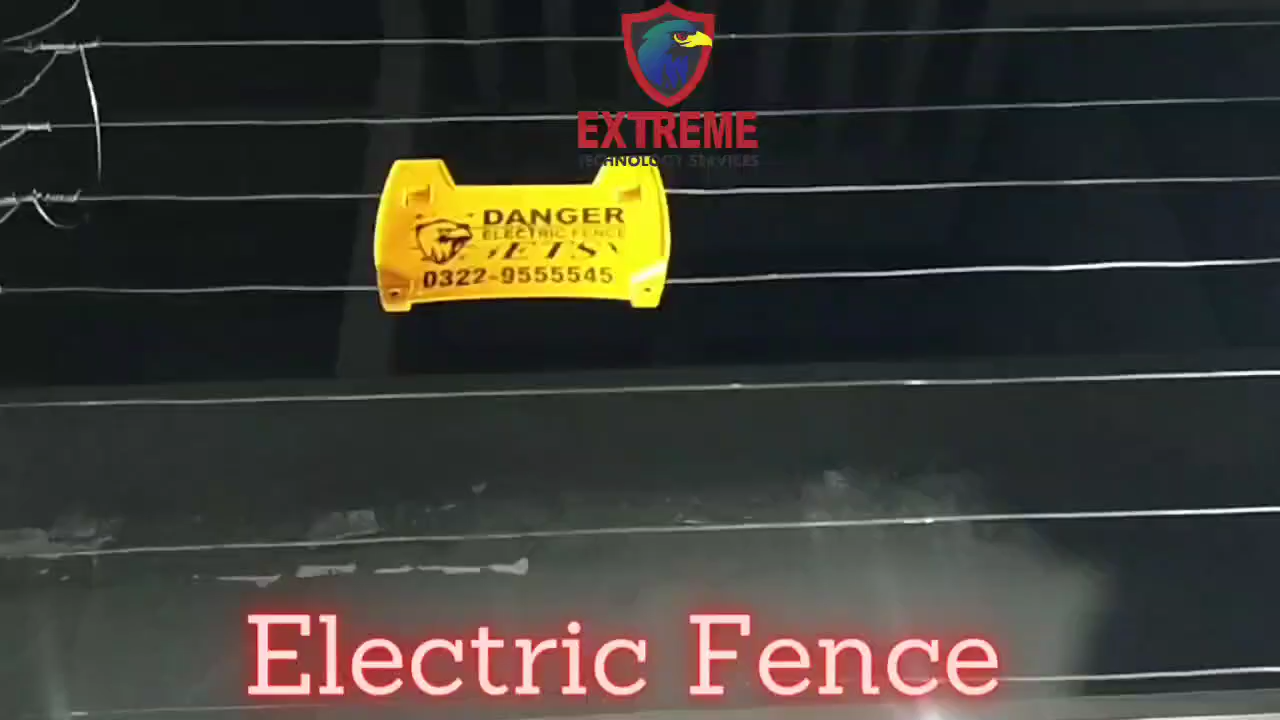 EXTREME
TECHNOLOGY SERVICES
DANGER
ELECTRIC FENCE
ETS
0322-9555545
Electric Fence